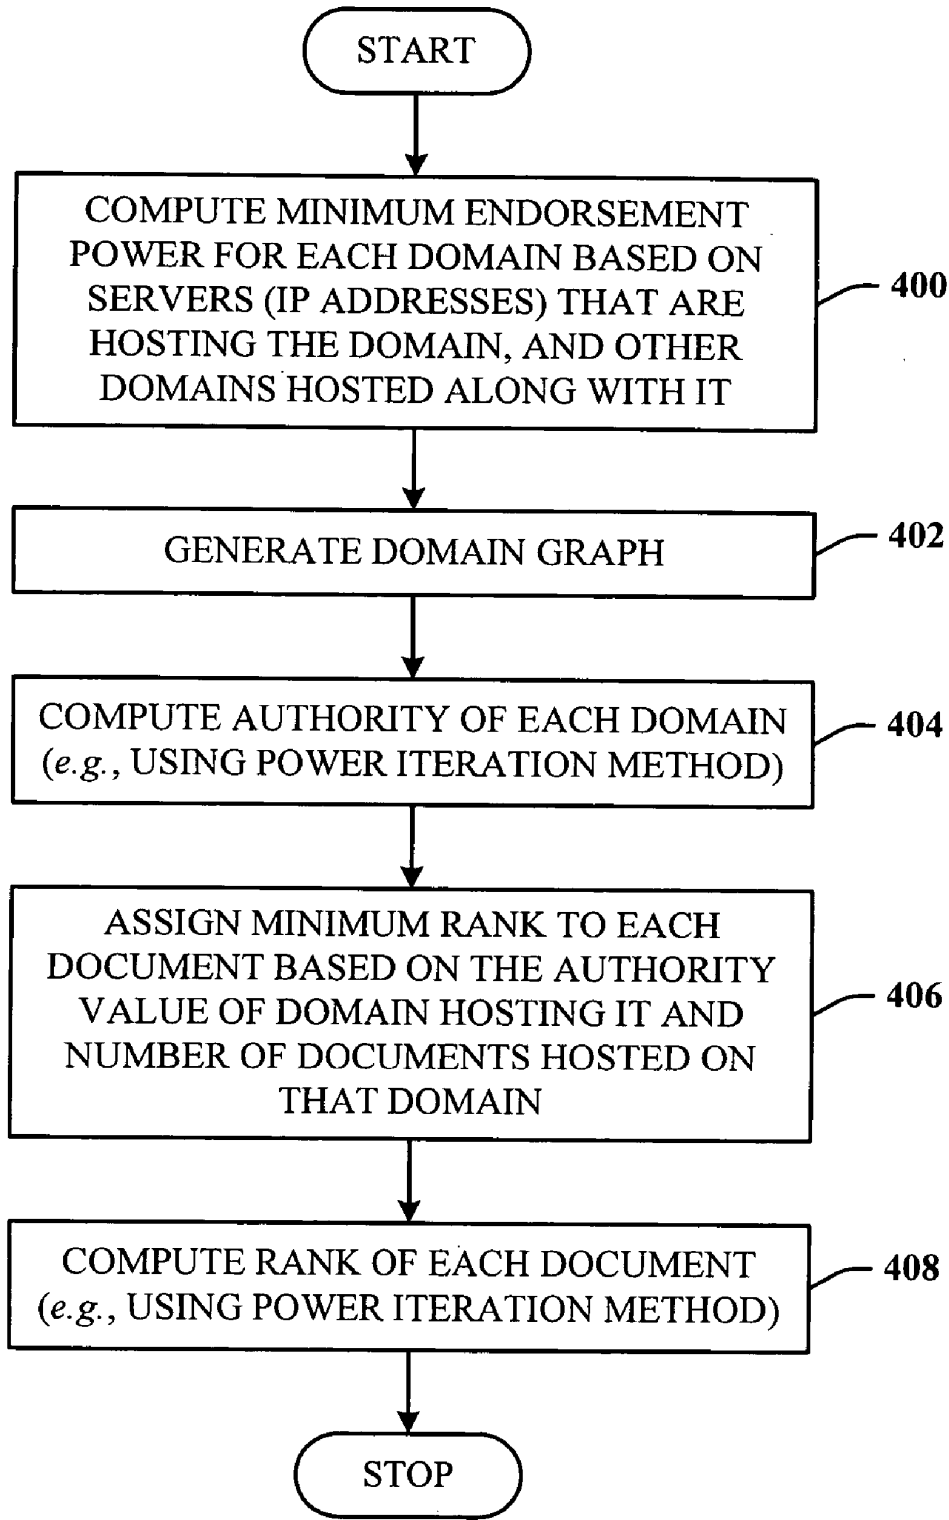 START
COMPUTE MINIMUM ENDORSEMENT
POWER FOR EACH DOMAIN BASED ON
SERVERS (IP ADDRESSES) THAT ARE
HOSTING THE DOMAIN, AND OTHER
DOMAINS HOSTED ALONG WITH IT
400
GENERATE DOMAIN GRAPH
402
COMPUTE AUTHORITY OF EACH DOMAIN
(e.g., USING POWER ITERATION METHOD)
404
ASSIGN MINIMUM RANK TO EACH
DOCUMENT BASED ON THE AUTHORITY
VALUE OF DOMAIN HOSTING IT AND
NUMBER OF DOCUMENTS HOSTED ON
THAT DOMAIN
406
COMPUTE RANK OF EACH DOCUMENT
(e.g., USING POWER ITERATION METHOD)
408
STOP